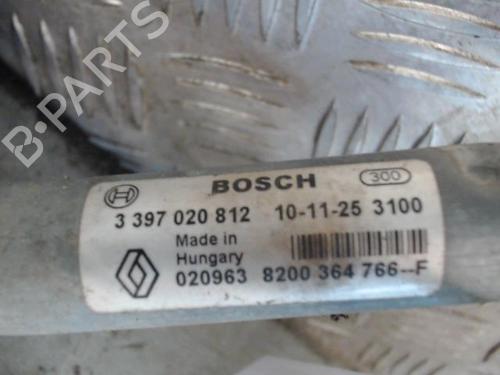 B-PARTS
BOSCH 300
3 397 020 812 10-11-25 3100
Made in
Hungary
020963 8200 364 766--F